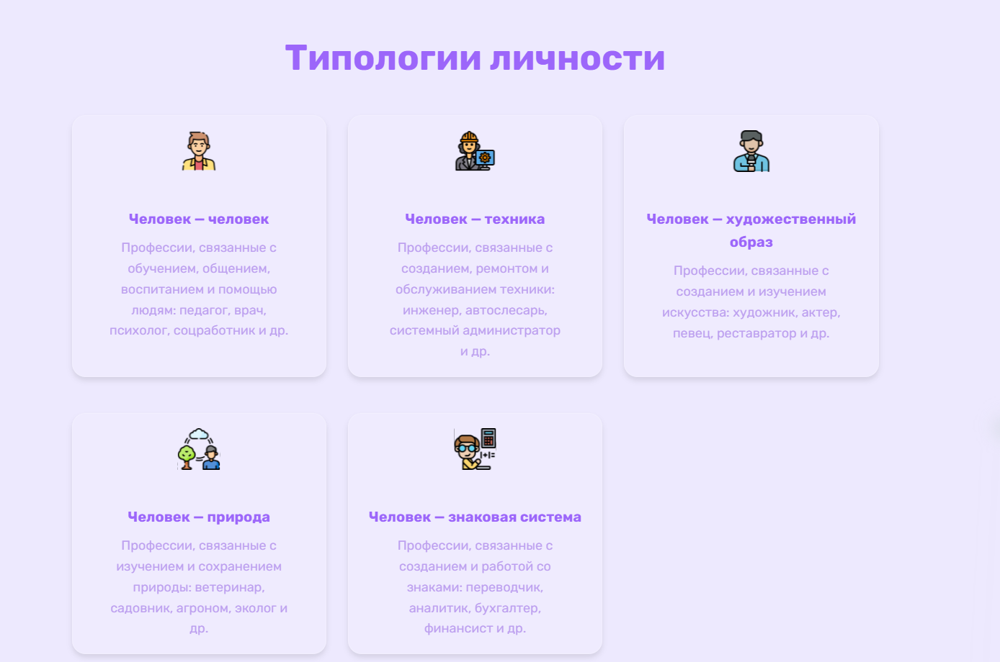 Типологии личности
Человек — человек
Профессии, связанные с
обучением, общением,
воспитанием и помощью
людям: педагог, врач,
психолог, соцработник и др.
Человек — техника
Профессии, связанные с
созданием, ремонтом и
обслуживанием техники:
инженер, автослесарь,
системный администратор
и др.
Человек — художественный
образ
Профессии, связанные с
созданием и изучением
искусства: художник, актер,
певец, реставратор и др.
Человек — природа
Профессии, связанные с
изучением и сохранением
природы: ветеринар,
садовник, агроном, эколог и
др.
1+1=
Человек — знаковая система
Профессии, связанные с
созданием и работой со
знаками: переводчик,
аналитик, бухгалтер,
финансист и др.